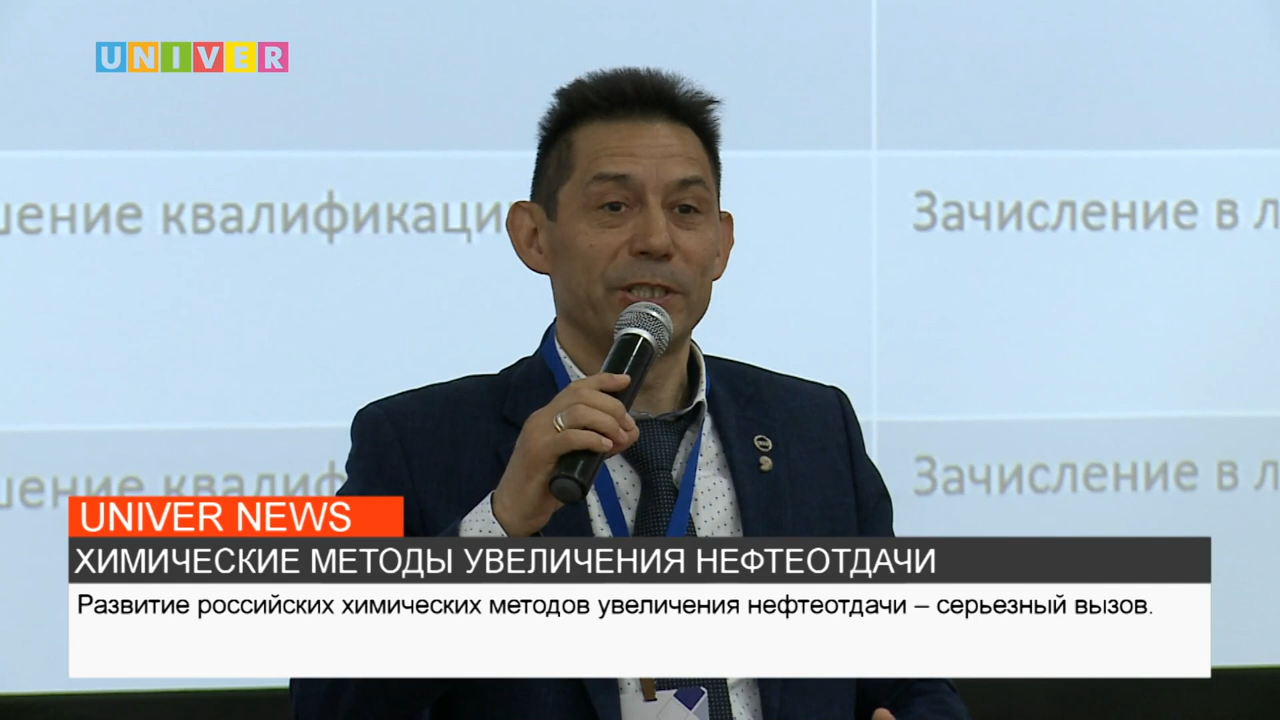 UNIVER
шение квалификаци
Зачисление в л
шение квалиф
Зачисление в л
UNIVER NEWS
ХИМИЧЕСКИЕ МЕТОДЫ УВЕЛИЧЕНИЯ НЕФТЕОТДАЧИ
Развитие российских химических методов увеличения нефтеотдачи – серьезный вызов.